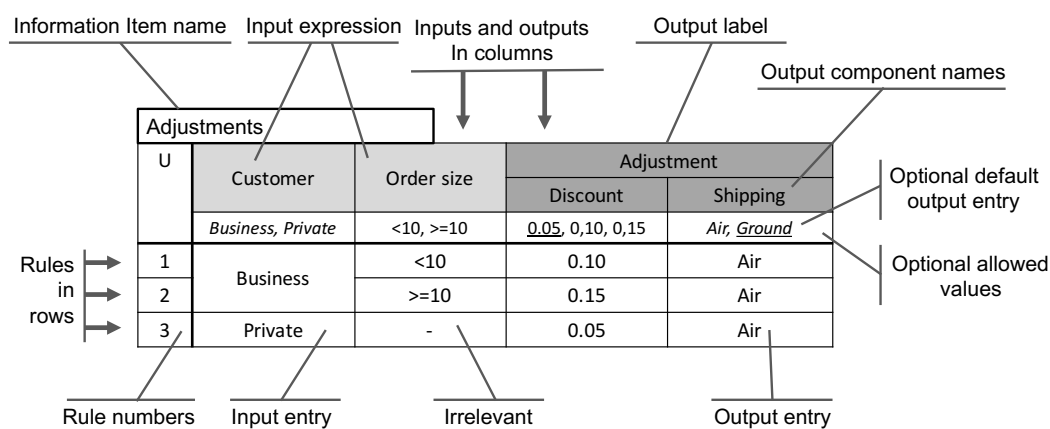 Information Item name
Input expression
Inputs and outputs
In columns
Output label
Output component names
Adjustments
U
Customer
Order size
Adjustment
Discount
Shipping
Optional default
output entry
Business, Private
<10, >=10
0.05, 0,10, 0,15
Air, Ground
Optional allowed
values
Rules
in
rows
1
Business
<10
0.10
Air
2
>=10
0.15
Air
3
Private
-
0.05
Air
Rule numbers
Input entry
Irrelevant
Output entry